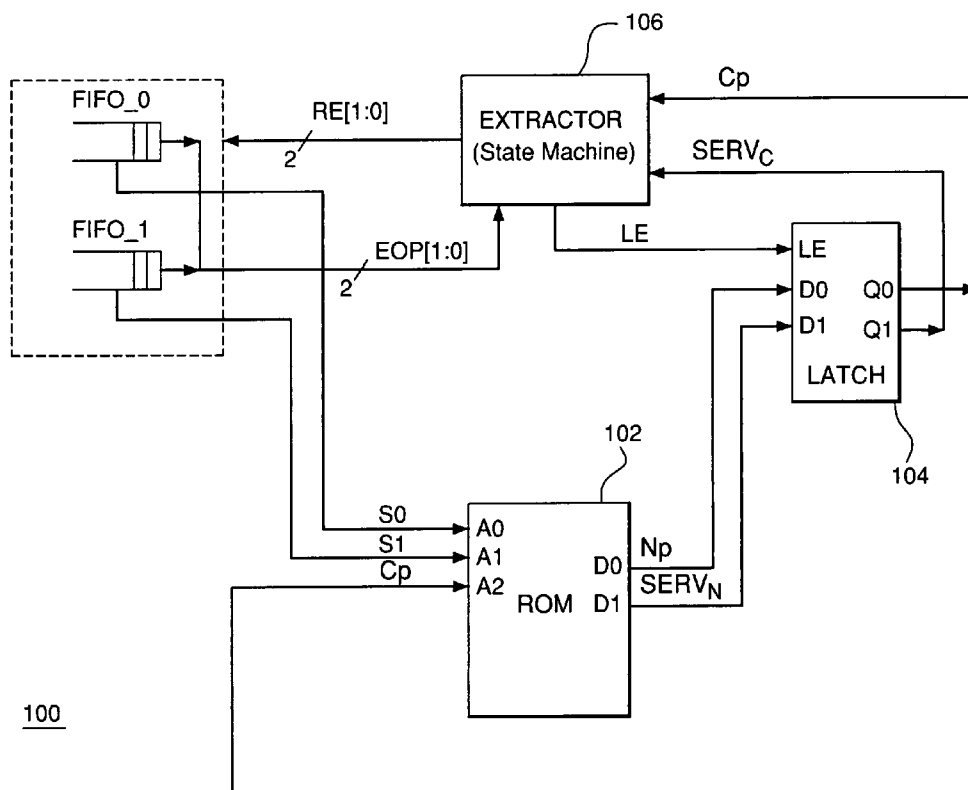 106
FIFO_0
RE[1:0]
2
EXTRACTOR
(State Machine)
Cp
SERVC
FIFO_1
EOP[1:0]
2
LE
LE
D0
Q0
D1
Q1
LATCH
104
102
S0
A0
S1
A1
Cp
A2
D0
Np
D1
SERVN
ROM
100